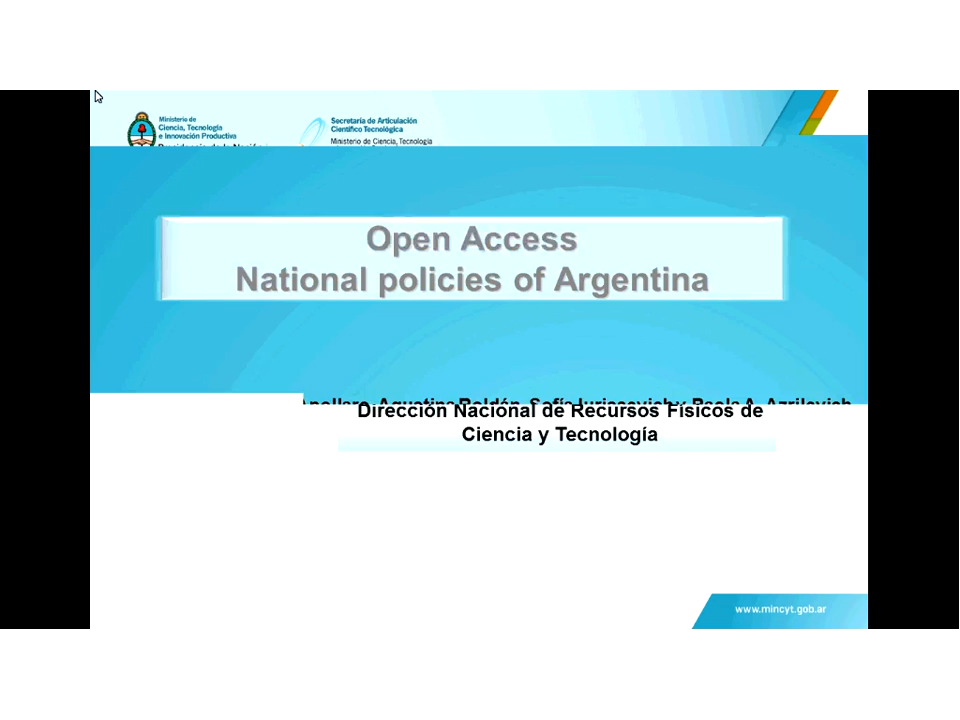 Ministerio de
Ciencia, Tecnología
e Innovación Productiva
Secretaría de Articulación
Científico Tecnológica
Ministerio de Ciencia, Tecnología
Open Access
National policies of Argentina
Dirección Nacional de Recursos Físicos de
Ciencia y Tecnología
www.mincyt.gob.ar